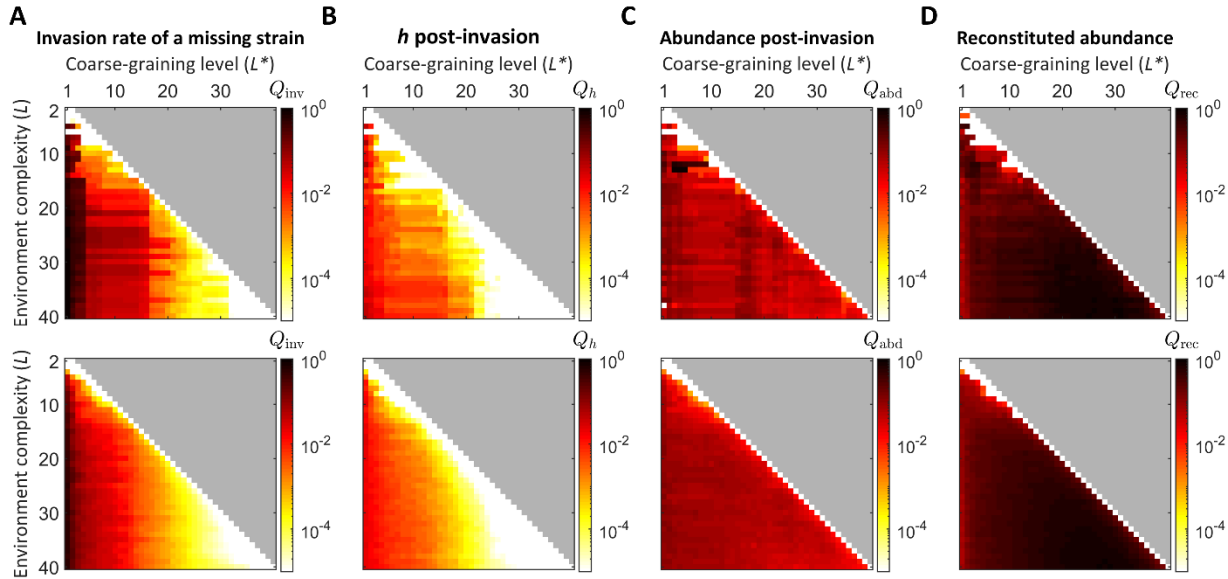 A
Invasion rate of a missing strain
Coarse-graining level (L*)
1 10 20 30
Q_inv
Environment complexity (L)
2
10
20
30
40
10^0
10^-2
10^-4
B
h post-invasion
Coarse-graining level (L*)
1 10 20 30
Q_h
10^0
10^-2
10^-4
C
Abundance post-invasion
Coarse-graining level (L*)
1 10 20 30
Q_abd
10^0
10^-2
10^-4
D
Reconstituted abundance
Coarse-graining level (L*)
1 10 20 30
Q_rec
10^0
10^-2
10^-4
Q_inv
Environment complexity (L)
2
10
20
30
40
10^0
10^-2
10^-4
Q_h
10^0
10^-2
10^-4
Q_abd
10^0
10^-2
10^-4
Q_rec
10^0
10^-2
10^-4